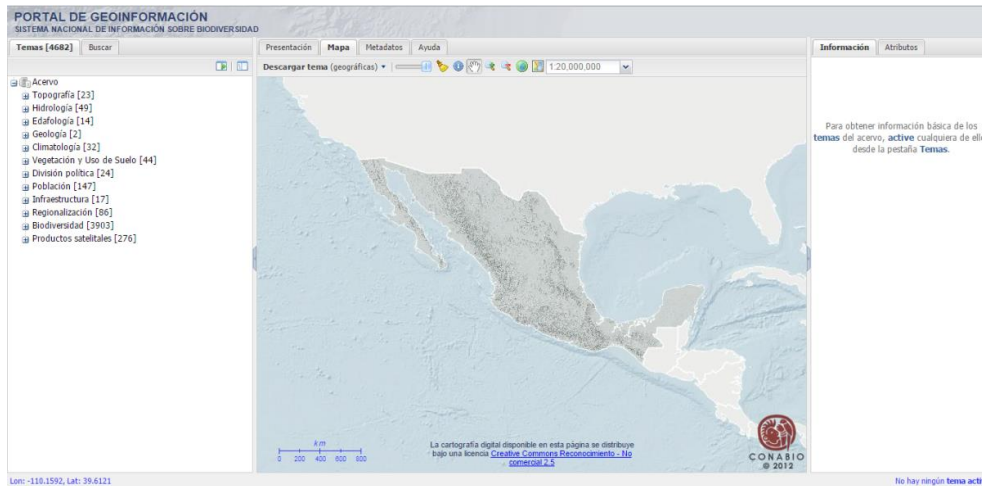 PORTAL DE GEOINFORMACIÓN
SISTEMA NACIONAL DE INFORMACIÓN SOBRE BIODIVERSIDAD
Temas [4682] Buscar
Acervo
Topografía [23]
Hidrología [49]
Edafología [14]
Geología [2]
Climatología [32]
Vegetación y Uso de Suelo [44]
División política [24]
Población [147]
Infraestructura [17]
Regionalización [86]
Biodiversidad [3903]
Productos satelitales [276]
Presentación Mapa Metadatos Ayuda
Descargar tema (geográficas) 1:20,000,000
km
0 200 400 600 800
La cartografía digital disponible en esta página se distribuye
bajo una licencia Creative Commons Reconocimiento - No
comercial 2.5
CONABIO
© 2012
Información Atributos
Para obtener información básica de los
temas del acervo, active cualquiera de ell
desde la pestaña Temas.
Lon: -110.1592, Lat: 39.6121
No hay ningún tema acti